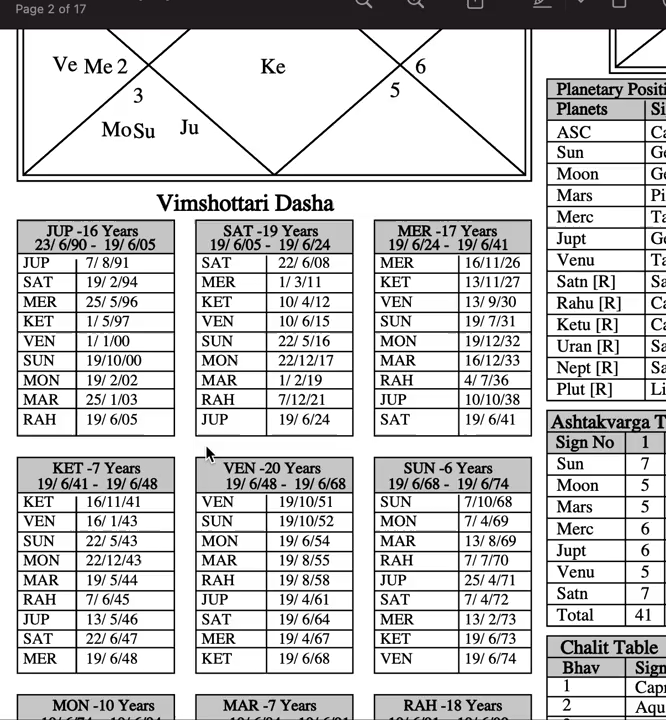 Page 2 of 17
Ve Me 2
Ke
6
3
5
Mo Su Ju
Vimshottari Dasha
JUP -16 Years
23/ 6/90 - 19/ 6/05
JUP 7/ 8/91
SAT 19/ 2/94
MER 25/ 5/96
KET 1/ 5/97
VEN 1/ 1/00
SUN 19/10/00
MON 19/ 2/02
MAR 25/ 1/03
RAH 19/ 6/05
SAT -19 Years
19/ 6/05 - 19/ 6/24
SAT 22/ 6/08
MER 1/ 3/11
KET 10/ 4/12
VEN 10/ 6/15
SUN 22/ 5/16
MON 22/12/17
MAR 1/ 2/19
RAH 7/12/21
JUP 19/ 6/24
MER -17 Years
19/ 6/24 - 19/ 6/41
MER 16/11/26
KET 13/11/27
VEN 13/ 9/30
SUN 19/ 7/31
MON 19/12/32
MAR 16/12/33
RAH 4/ 7/36
JUP 10/10/38
SAT 19/ 6/41
KET -7 Years
19/ 6/41 - 19/ 6/48
KET 16/11/41
VEN 16/ 1/43
SUN 22/ 5/43
MON 22/12/43
MAR 19/ 5/44
RAH 7/ 6/45
JUP 13/ 5/46
SAT 22/ 6/47
MER 19/ 6/48
VEN -20 Years
19/ 6/48 - 19/ 6/68
VEN 19/10/51
SUN 19/10/52
MON 19/ 6/54
MAR 19/ 8/55
RAH 19/ 8/58
JUP 19/ 4/61
SAT 19/ 6/64
MER 19/ 4/67
KET 19/ 6/68
SUN -6 Years
19/ 6/68 - 19/ 6/74
SUN 7/10/68
MON 7/ 4/69
MAR 13/ 8/69
RAH 7/ 7/70
JUP 25/ 4/71
SAT 7/ 4/72
MER 13/ 2/73
KET 19/ 6/73
VEN 19/ 6/74
MON -10 Years
MAR -7 Years
RAH -18 Years
Planetary Positi
Planets Si
ASC Ca
Sun Ge
Moon Ge
Mars Pi
Merc Ta
Jupt Ge
Venu Ta
Satn [R] Sa
Rahu [R] Ca
Ketu [R] Ca
Uran [R] Sa
Nept [R] Sa
Plut [R] Li
Ashtakvarga T
Sign No 1
Sun 7
Moon 5
Mars 5
Merc 6
Jupt 6
Venu 5
Satn 7
Total 41
Chalit Table
Bhav Sign
1 Capr
2 Aqu